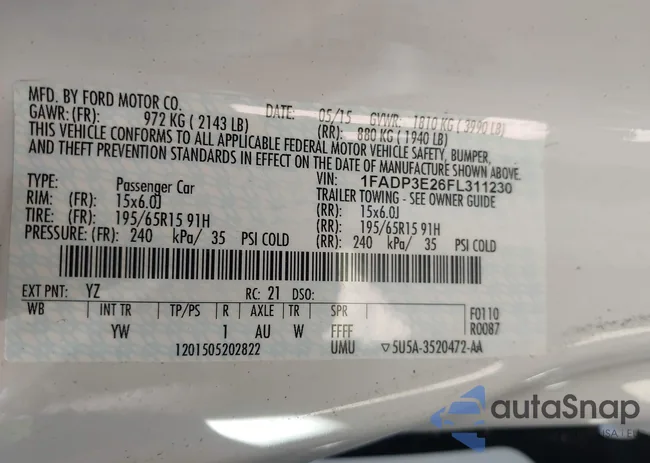 MFD. BY FORD MOTOR CO.
DATE: 05/15 GVWR: 1810 KG ( 3990 LB)
GAWR: (FR): 972 KG ( 2143 LB) (RR): 880 KG ( 1940 LB)
THIS VEHICLE CONFORMS TO ALL APPLICABLE FEDERAL MOTOR VEHICLE SAFETY, BUMPER,
AND THEFT PREVENTION STANDARDS IN EFFECT ON THE DATE OF MANUFACTURE SHOWN ABOVE.
VIN: 1FADP3E26FL311230
TYPE: Passenger Car TRAILER TOWING - SEE OWNER GUIDE
RIM: (FR): 15x6.0J (RR): 15x6.0J
TIRE: (FR): 195/65R15 91H (RR): 195/65R15 91H
PRESSURE: (FR): 240 kPa/ 35 PSI COLD (RR): 240 kPa/ 35 PSI COLD
EXT PNT: YZ RC: 21 DSO:
WB INT TR TP/PS R AXLE TR SPR F0110
YW 1 AU W FFFF R0087
1201505202822 UMU ▽5U5A-3520472-AA
autaSnap